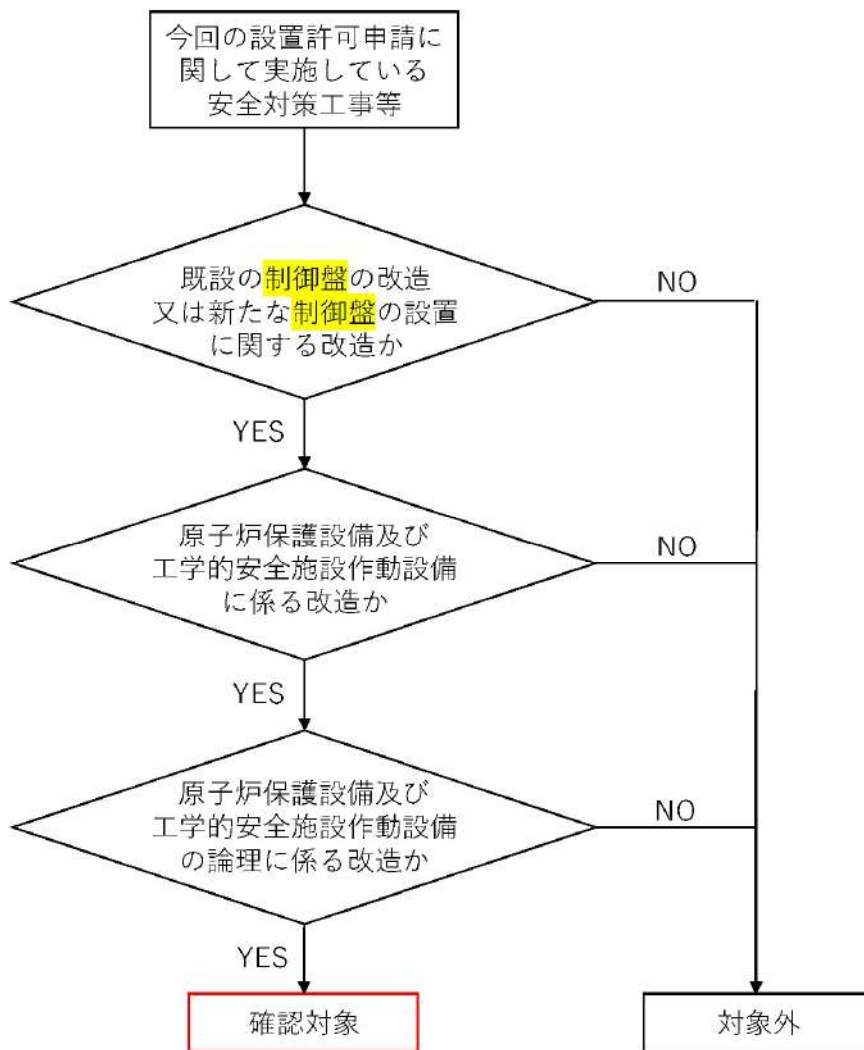 今回の設置許可申請に
関して実施している
安全対策工事等
既設の制御盤の改造
又は新たな制御盤の設置
に関する改造か
NO
YES
原子炉保護設備及び
工学的安全施設作動設備
に係る改造か
NO
YES
原子炉保護設備及び
工学的安全施設作動設備
の論理に係る改造か
NO
YES
確認対象
対象外